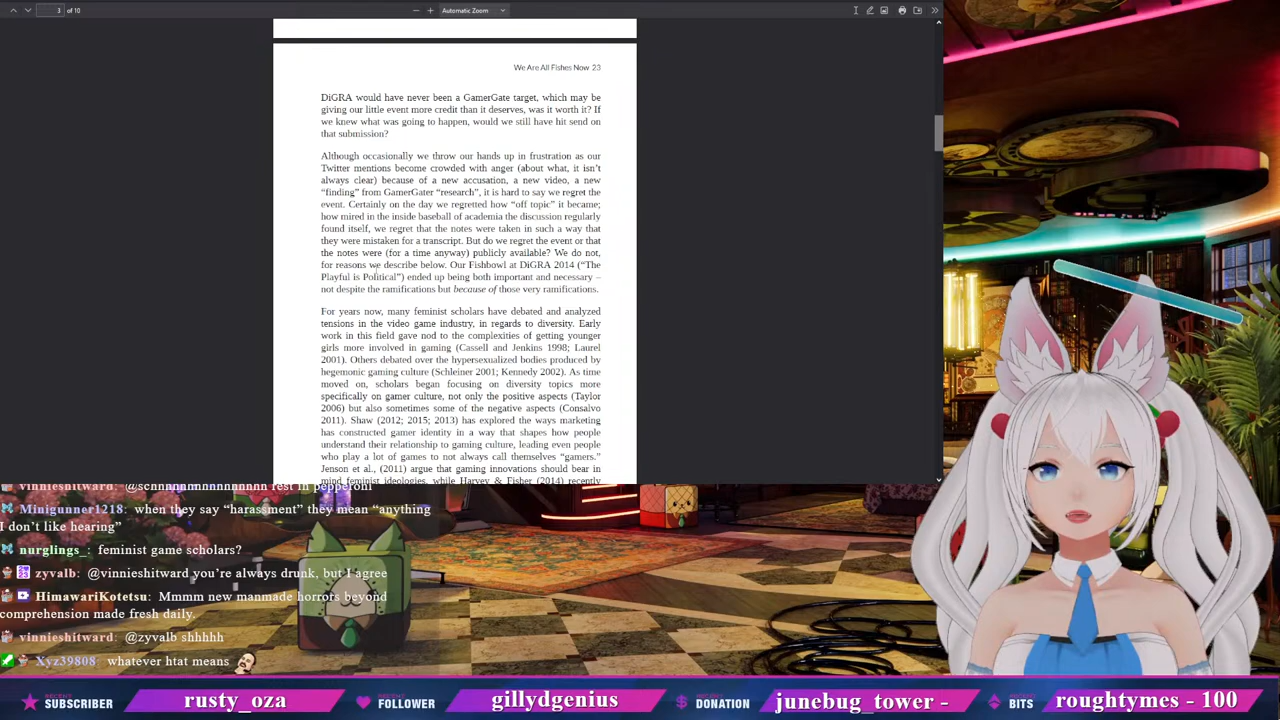 3 of 10
Automatic Zoom
We Are All Fishes Now 23
DiGRA would have never been a GamerGate target, which may be
giving our little event more credit than it deserves, was it worth it? If
we knew what was going to happen, would we still have hit send on
that submission?
Although occasionally we throw our hands up in frustration as our
Twitter mentions become crowded with anger (about what, it isn't
always clear) because of a new accusation, a new video, a new
“finding” from GamerGater “research”, it is hard to say we regret the
event. Certainly on the day we regretted how “off topic” it became;
how mired in the inside baseball of academia the discussion regularly
found itself, we regret that the notes were taken in such a way that
they were mistaken for a transcript. But do we regret the event or that
the notes were (for a time anyway) publicly available? We do not,
for reasons we describe below. Our Fishbowl at DiGRA 2014 (“The
Playful is Political”) ended up being both important and necessary –
not despite the ramifications but because of those very ramifications.
For years now, many feminist scholars have debated and analyzed
tensions in the video game industry, in regards to diversity. Early
work in this field gave nod to the complexities of getting younger
girls more involved in gaming (Cassell and Jenkins 1998; Laurel
2001). Others debated over the hypersexualized bodies produced by
hegemonic gaming culture (Schleiner 2001; Kennedy 2002). As time
moved on, scholars began focusing on diversity topics more
specifically on gamer culture, not only the positive aspects (Taylor
2006) but also sometimes some of the negative aspects (Consalvo
2011). Shaw (2012; 2015; 2013) has explored the ways marketing
has constructed gamer identity in a way that shapes how people
understand their relationship to gaming culture, leading even people
who play a lot of games to not always call themselves “gamers.”
Jenson et al., (2011) argue that gaming innovations should bear in
mind feminist ideologies, while Harvey & Fisher (2014) recently
vinnieshitward: rest in pepperoni
Minigunner1218: when they say “harassment” they mean “anything
I don't like hearing”
nurglings_: feminist game scholars?
zyvalb: @vinnieshitward you're always drunk, but I agree
HimawariKotetsu: Mmmm new manmade horrors beyond
comprehension made fresh daily.
vinnieshitward: @zyvalb shhhhh
Xyz39808: whatever htat means
RECENT SUBSCRIBER rusty_oza RECENT FOLLOWER gillydgenius RECENT DONATION junebug_tower - RECENT BITS roughtymes - 100